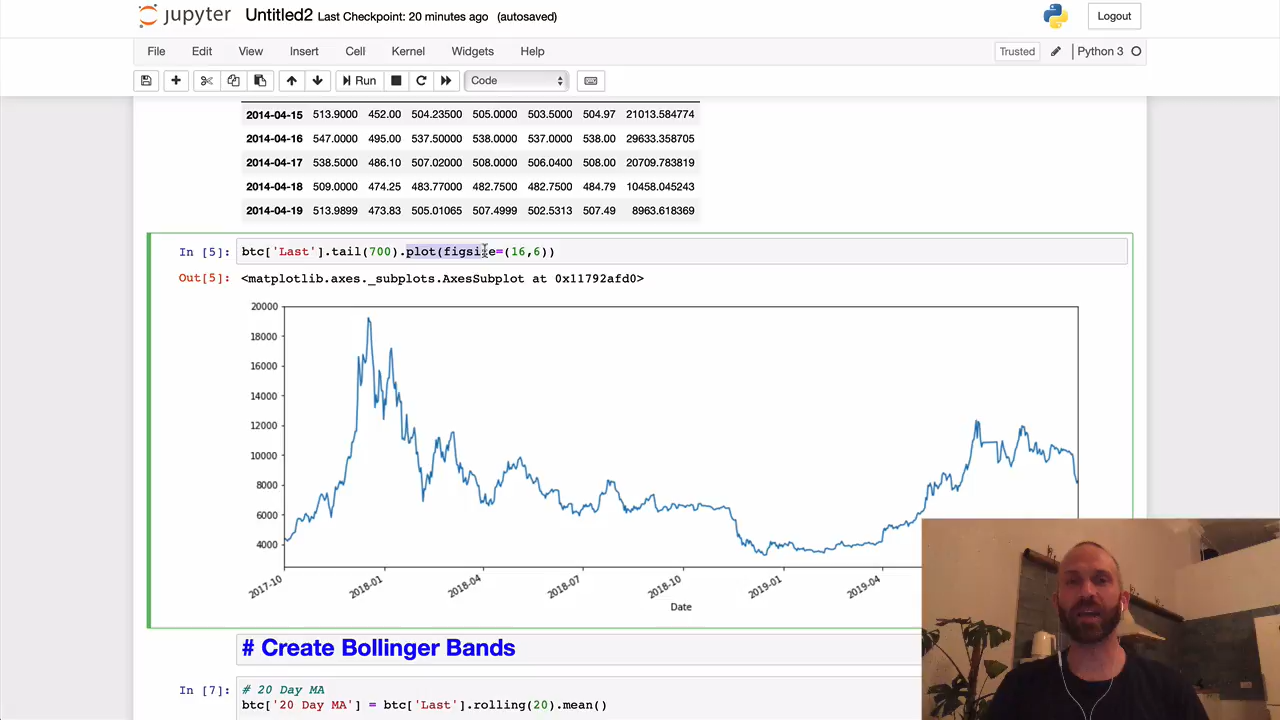 jupyter Untitled2 Last Checkpoint: 20 minutes ago (autosaved) Logout
File Edit View Insert Cell Kernel Widgets Help Trusted Python 3
Run Code
2014-04-15 513.9000 452.00 504.23500 505.0000 503.5000 504.97 21013.584774
2014-04-16 547.0000 495.00 537.50000 538.0000 537.0000 538.00 29633.358705
2014-04-17 538.5000 486.10 507.02000 508.0000 506.0400 508.00 20709.783819
2014-04-18 509.0000 474.25 483.77000 482.7500 482.7500 484.79 10458.045243
2014-04-19 513.9899 473.83 505.01065 507.4999 502.5313 507.49 8963.618369
In [5]: btc['Last'].tail(700).plot(figsize=(16,6))
Out[5]: <matplotlib.axes._subplots.AxesSubplot at 0x11792afd0>
20000
18000
16000
14000
12000
10000
8000
6000
4000
2017-10 2018-01 2018-04 2018-07 2018-10 2019-01 2019-04
Date
# Create Bollinger Bands
In [7]: # 20 Day MA
btc['20 Day MA'] = btc['Last'].rolling(20).mean()